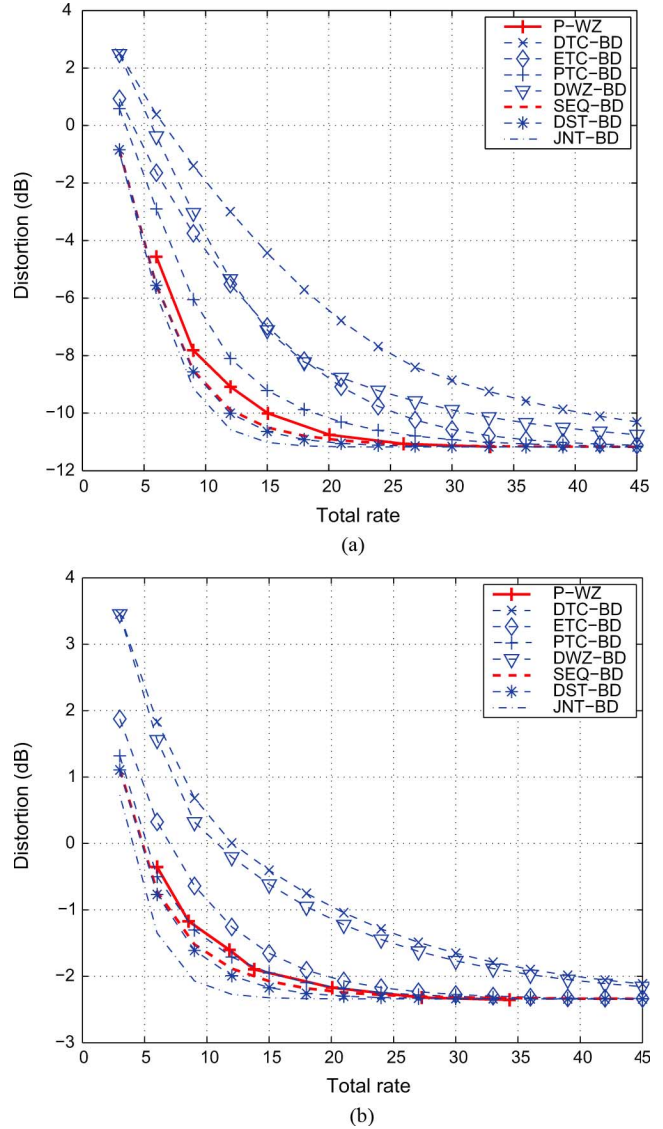 4
2
0
−2
−4
−6
−8
−10
−12
Distortion (dB)
P−WZ
DTC−BD
ETC−BD
PTC−BD
DWZ−BD
SEQ−BD
DST−BD
JNT−BD
0 5 10 15 20 25 30 35 40 45
Total rate
(a)
4
3
2
1
0
−1
−2
−3
Distortion (dB)
P−WZ
DTC−BD
ETC−BD
PTC−BD
DWZ−BD
SEQ−BD
DST−BD
JNT−BD
0 5 10 15 20 25 30 35 40 45
Total rate
(b)